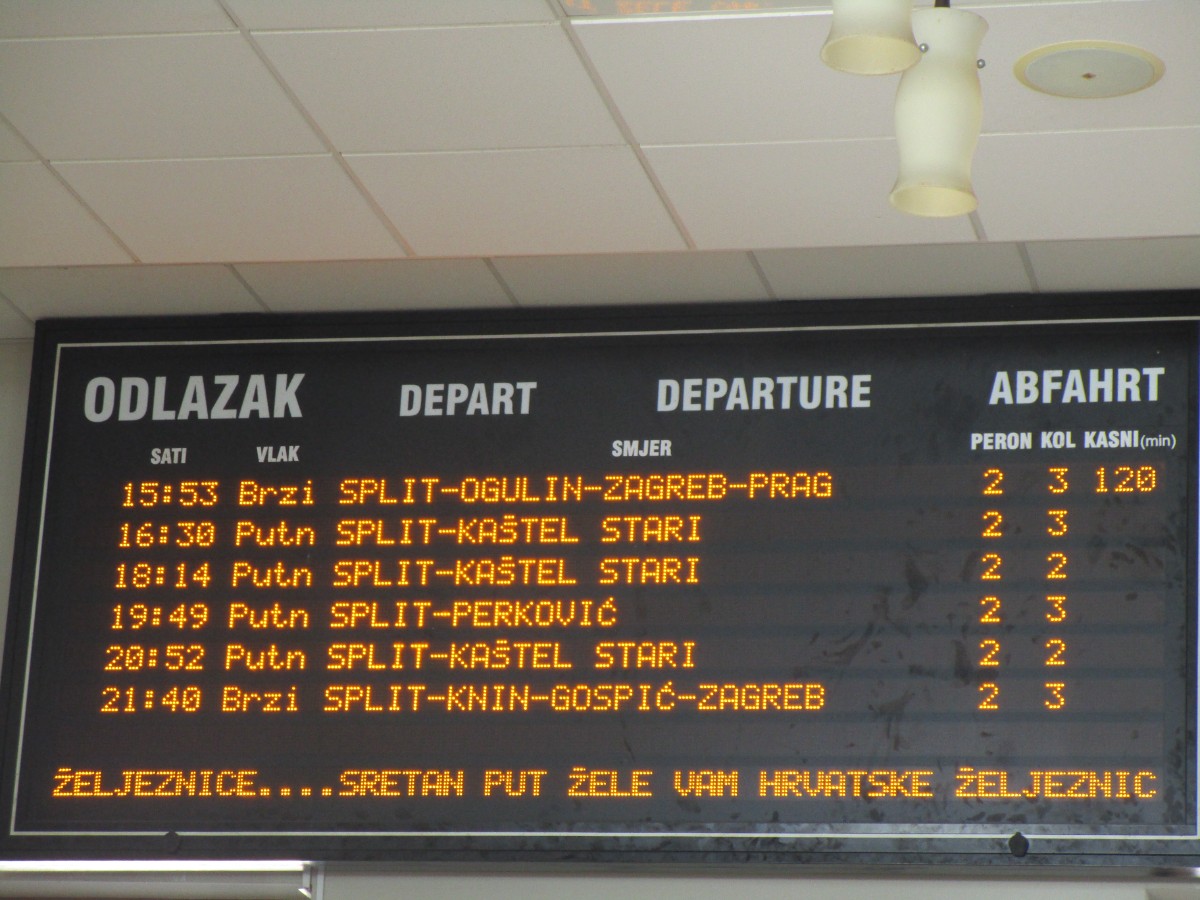 ODLAZAK DEPART DEPARTURE ABFAHRT
SATI VLAK SMJER PERON KOL KASNI(min)
15:53 Brzi SPLIT-OGULIN-ZAGREB-PRAG 2 3 120
16:30 Putn SPLIT-KAŠTEL STARI 2 3
18:14 Putn SPLIT-KAŠTEL STARI 2 2
19:49 Putn SPLIT-PERKOVIĆ 2 3
20:52 Putn SPLIT-KAŠTEL STARI 2 2
21:40 Brzi SPLIT-KNIN-GOSPIĆ-ZAGREB 2 3
ŽELJEZNICE....SRETAN PUT ŽELE VAM HRVATSKE ŽELJEZNIC